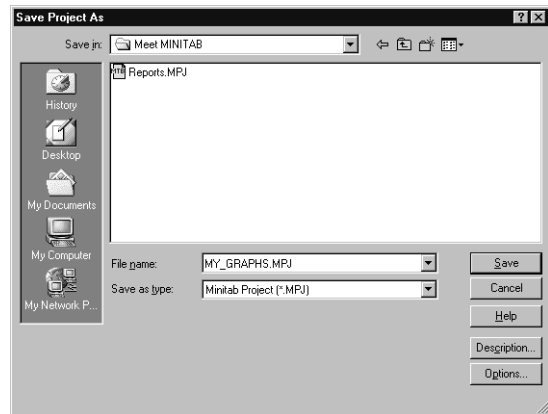 Save Project As
Save in: Meet MINITAB
Reports.MPJ
History
Desktop
My Documents
My Computer
My Network P...
File name: MY_GRAPHS.MPJ Save
Save as type: Minitab Project (*.MPJ) Cancel
Help
Description...
Options...